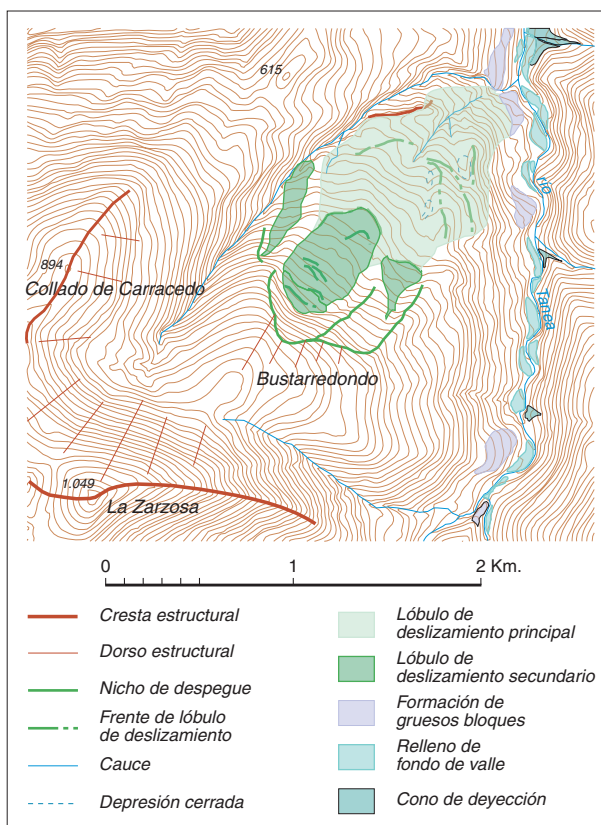 615
río
894
Collado de Carracedo
Tanea
Bustarredondo
1.049
La Zarzosa
0 1 2 Km.
Cresta estructural
Dorso estructural
Nicho de despegue
Frente de lóbulo
de deslizamiento
Cauce
Depresión cerrada
Lóbulo de
deslizamiento principal
Lóbulo de
deslizamiento secundario
Formación de
gruesos bloques
Relleno de
fondo de valle
Cono de deyección